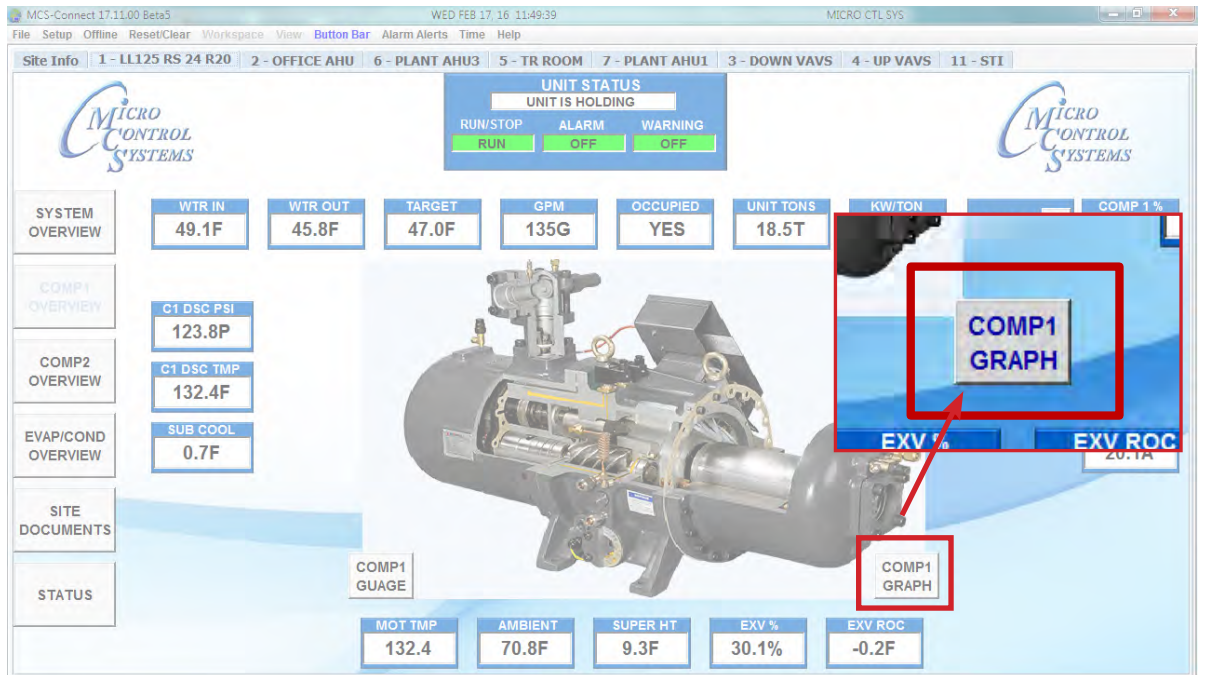 MCS-Connect 17.11.00 Beta5 WED FEB 17, 16 11:49:39 MICRO CTL SYS
File Setup Offline Reset/Clear Workspace View Button Bar Alarm Alerts Time Help
Site Info 1 - LL125 RS 24 R20 2 - OFFICE AHU 6 - PLANT AHU3 5 - TR ROOM 7 - PLANT AHU1 3 - DOWN VAVS 4 - UP VAVS 11 - STI
MICRO
CONTROL
SYSTEMS
UNIT STATUS
UNIT IS HOLDING
RUN/STOP ALARM WARNING
RUN OFF OFF
MICRO
CONTROL
SYSTEMS
SYSTEM
OVERVIEW
COMP1
OVERVIEW
COMP2
OVERVIEW
EVAP/COND
OVERVIEW
SITE
DOCUMENTS
STATUS
WTR IN WTR OUT TARGET GPM OCCUPIED UNIT TONS KW/TON COMP 1 %
49.1F 45.8F 47.0F 135G YES 18.5T
C1 DSC PSI
123.8P
C1 DSC TMP
132.4F
SUB COOL
0.7F
COMP1
GRAPH
EXV % EXV ROC
20.1A
COMP1
GUAGE
COMP1
GRAPH
MOT TMP AMBIENT SUPER HT EXV % EXV ROC
132.4 70.8F 9.3F 30.1% -0.2F